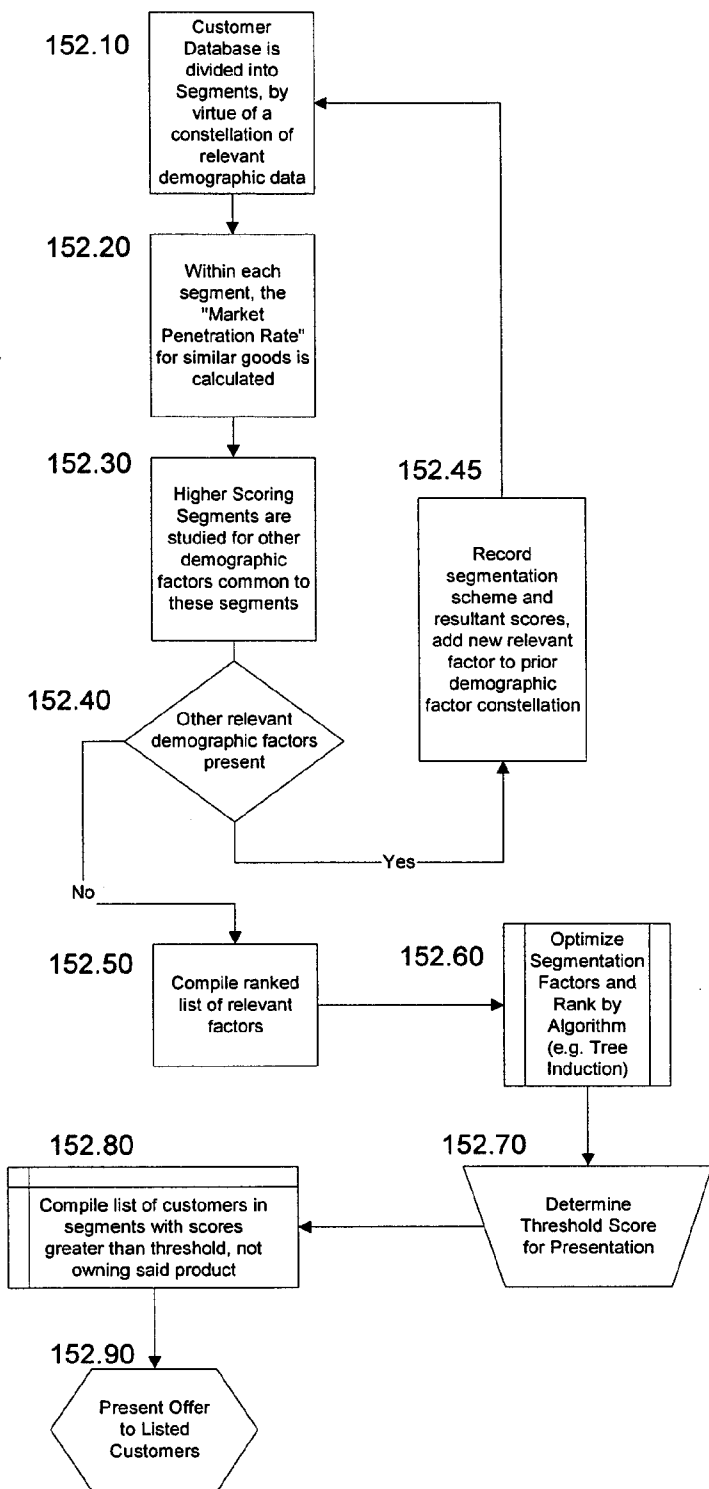 152.10
Customer
Database is
divided into
Segments, by
virtue of a
constellation of
relevant
demographic data
152.20
Within each
segment, the
"Market
Penetration Rate"
for similar goods is
calculated
152.30
Higher Scoring
Segments are
studied for other
demographic
factors common to
these segments
152.45
Record
segmentation
scheme and
resultant scores,
add new relevant
factor to prior
demographic
factor constellation
152.40
Other relevant
demographic factors
present
Yes
No
152.50
Compile ranked
list of relevant
factors
152.60
Optimize
Segmentation
Factors and
Rank by
Algorithm
(e.g. Tree
Induction)
152.70
Determine
Threshold Score
for Presentation
152.80
Compile list of customers in
segments with scores
greater than threshold, not
owning said product
152.90
Present Offer
to Listed
Customers